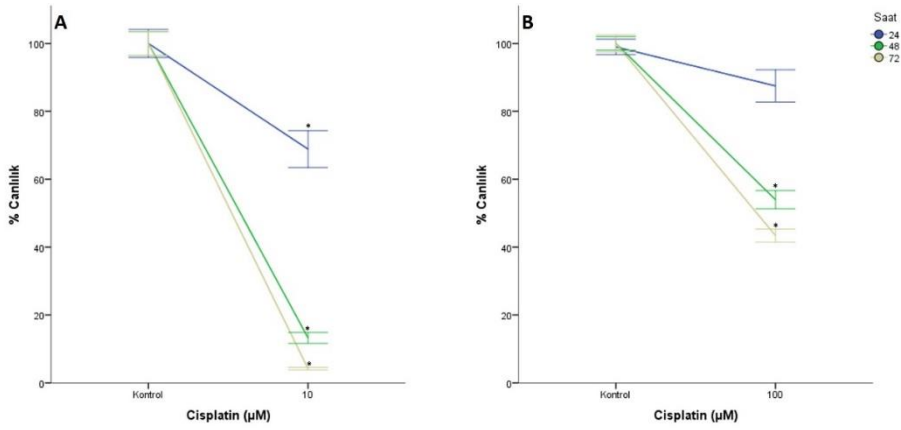 A
100
80
60
40
20
0
% Canlılık
*
*
*
Kontrol
10
Cisplatin (µM)
B
100
80
60
40
20
0
% Canlılık
*
*
Kontrol
100
Cisplatin (µM)
Saat
24
48
72